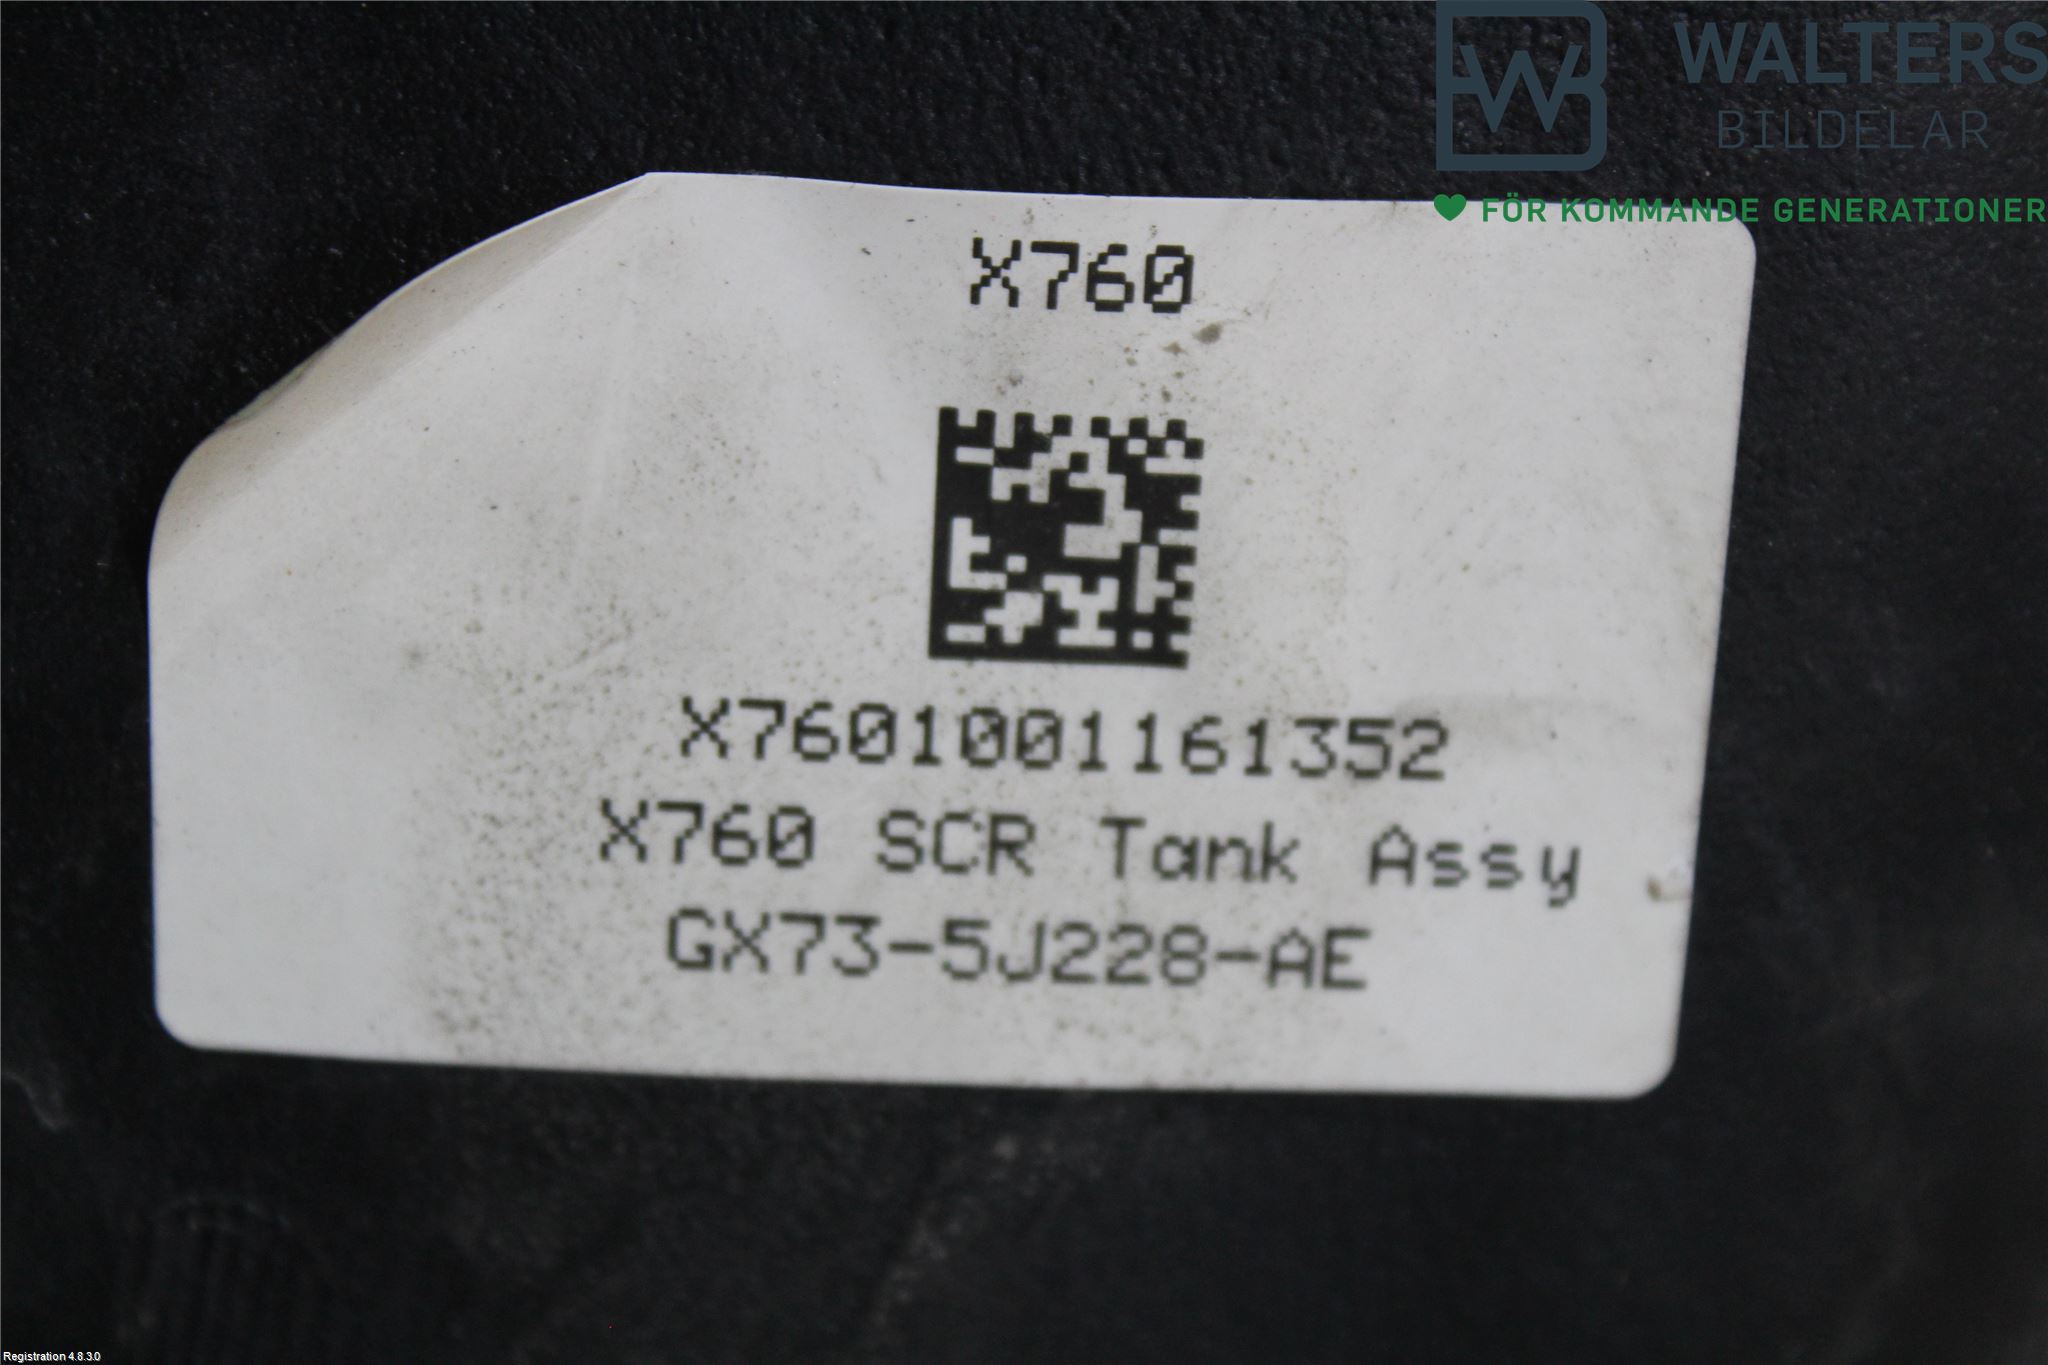 WALTERS
BILDELAR
FÖR KOMMANDE GENERATIONER
X760
X7601001161352
X760 SCR Tank Assy
GX73-5J228-AE
Registration 4.8.3.0